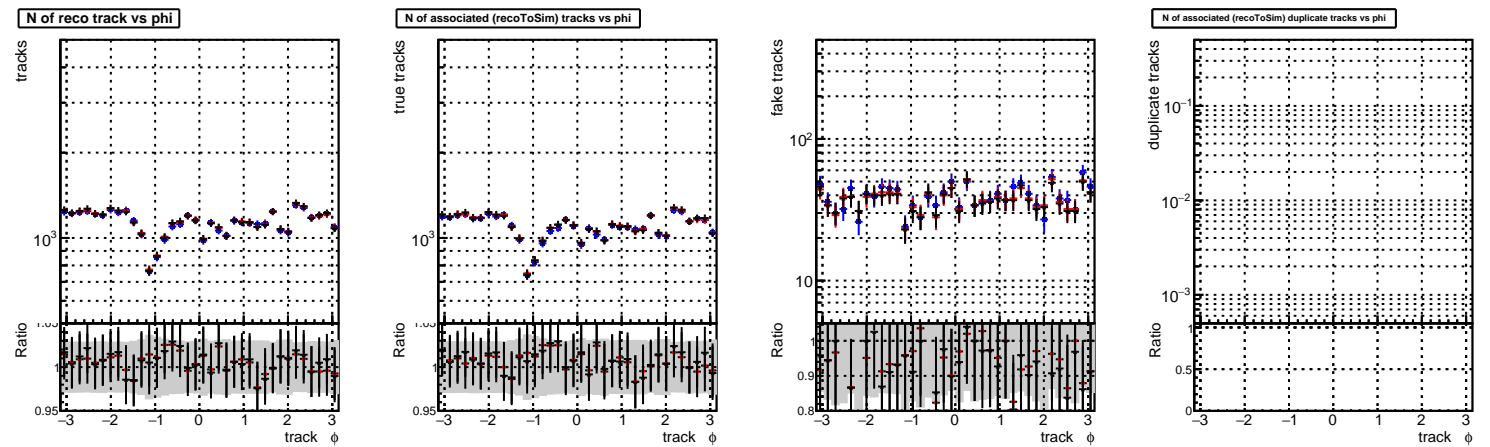 N of reco track vs phi
tracks
10³
Ratio
1.05
1
0.95
−3 −2 −1 0 1 2 3
track ϕ
N of associated (recoToSim) tracks vs phi
true tracks
10³
Ratio
1.05
1
0.95
−3 −2 −1 0 1 2 3
track ϕ
fake tracks
10²
10
Ratio
1
0.9
0.8
−3 −2 −1 0 1 2 3
track ϕ
N of associated (recoToSim) duplicate tracks vs phi
duplicate tracks
10⁻¹
10⁻²
10⁻³
Ratio
1
0.5
0
−3 −2 −1 0 1 2 3
track ϕ